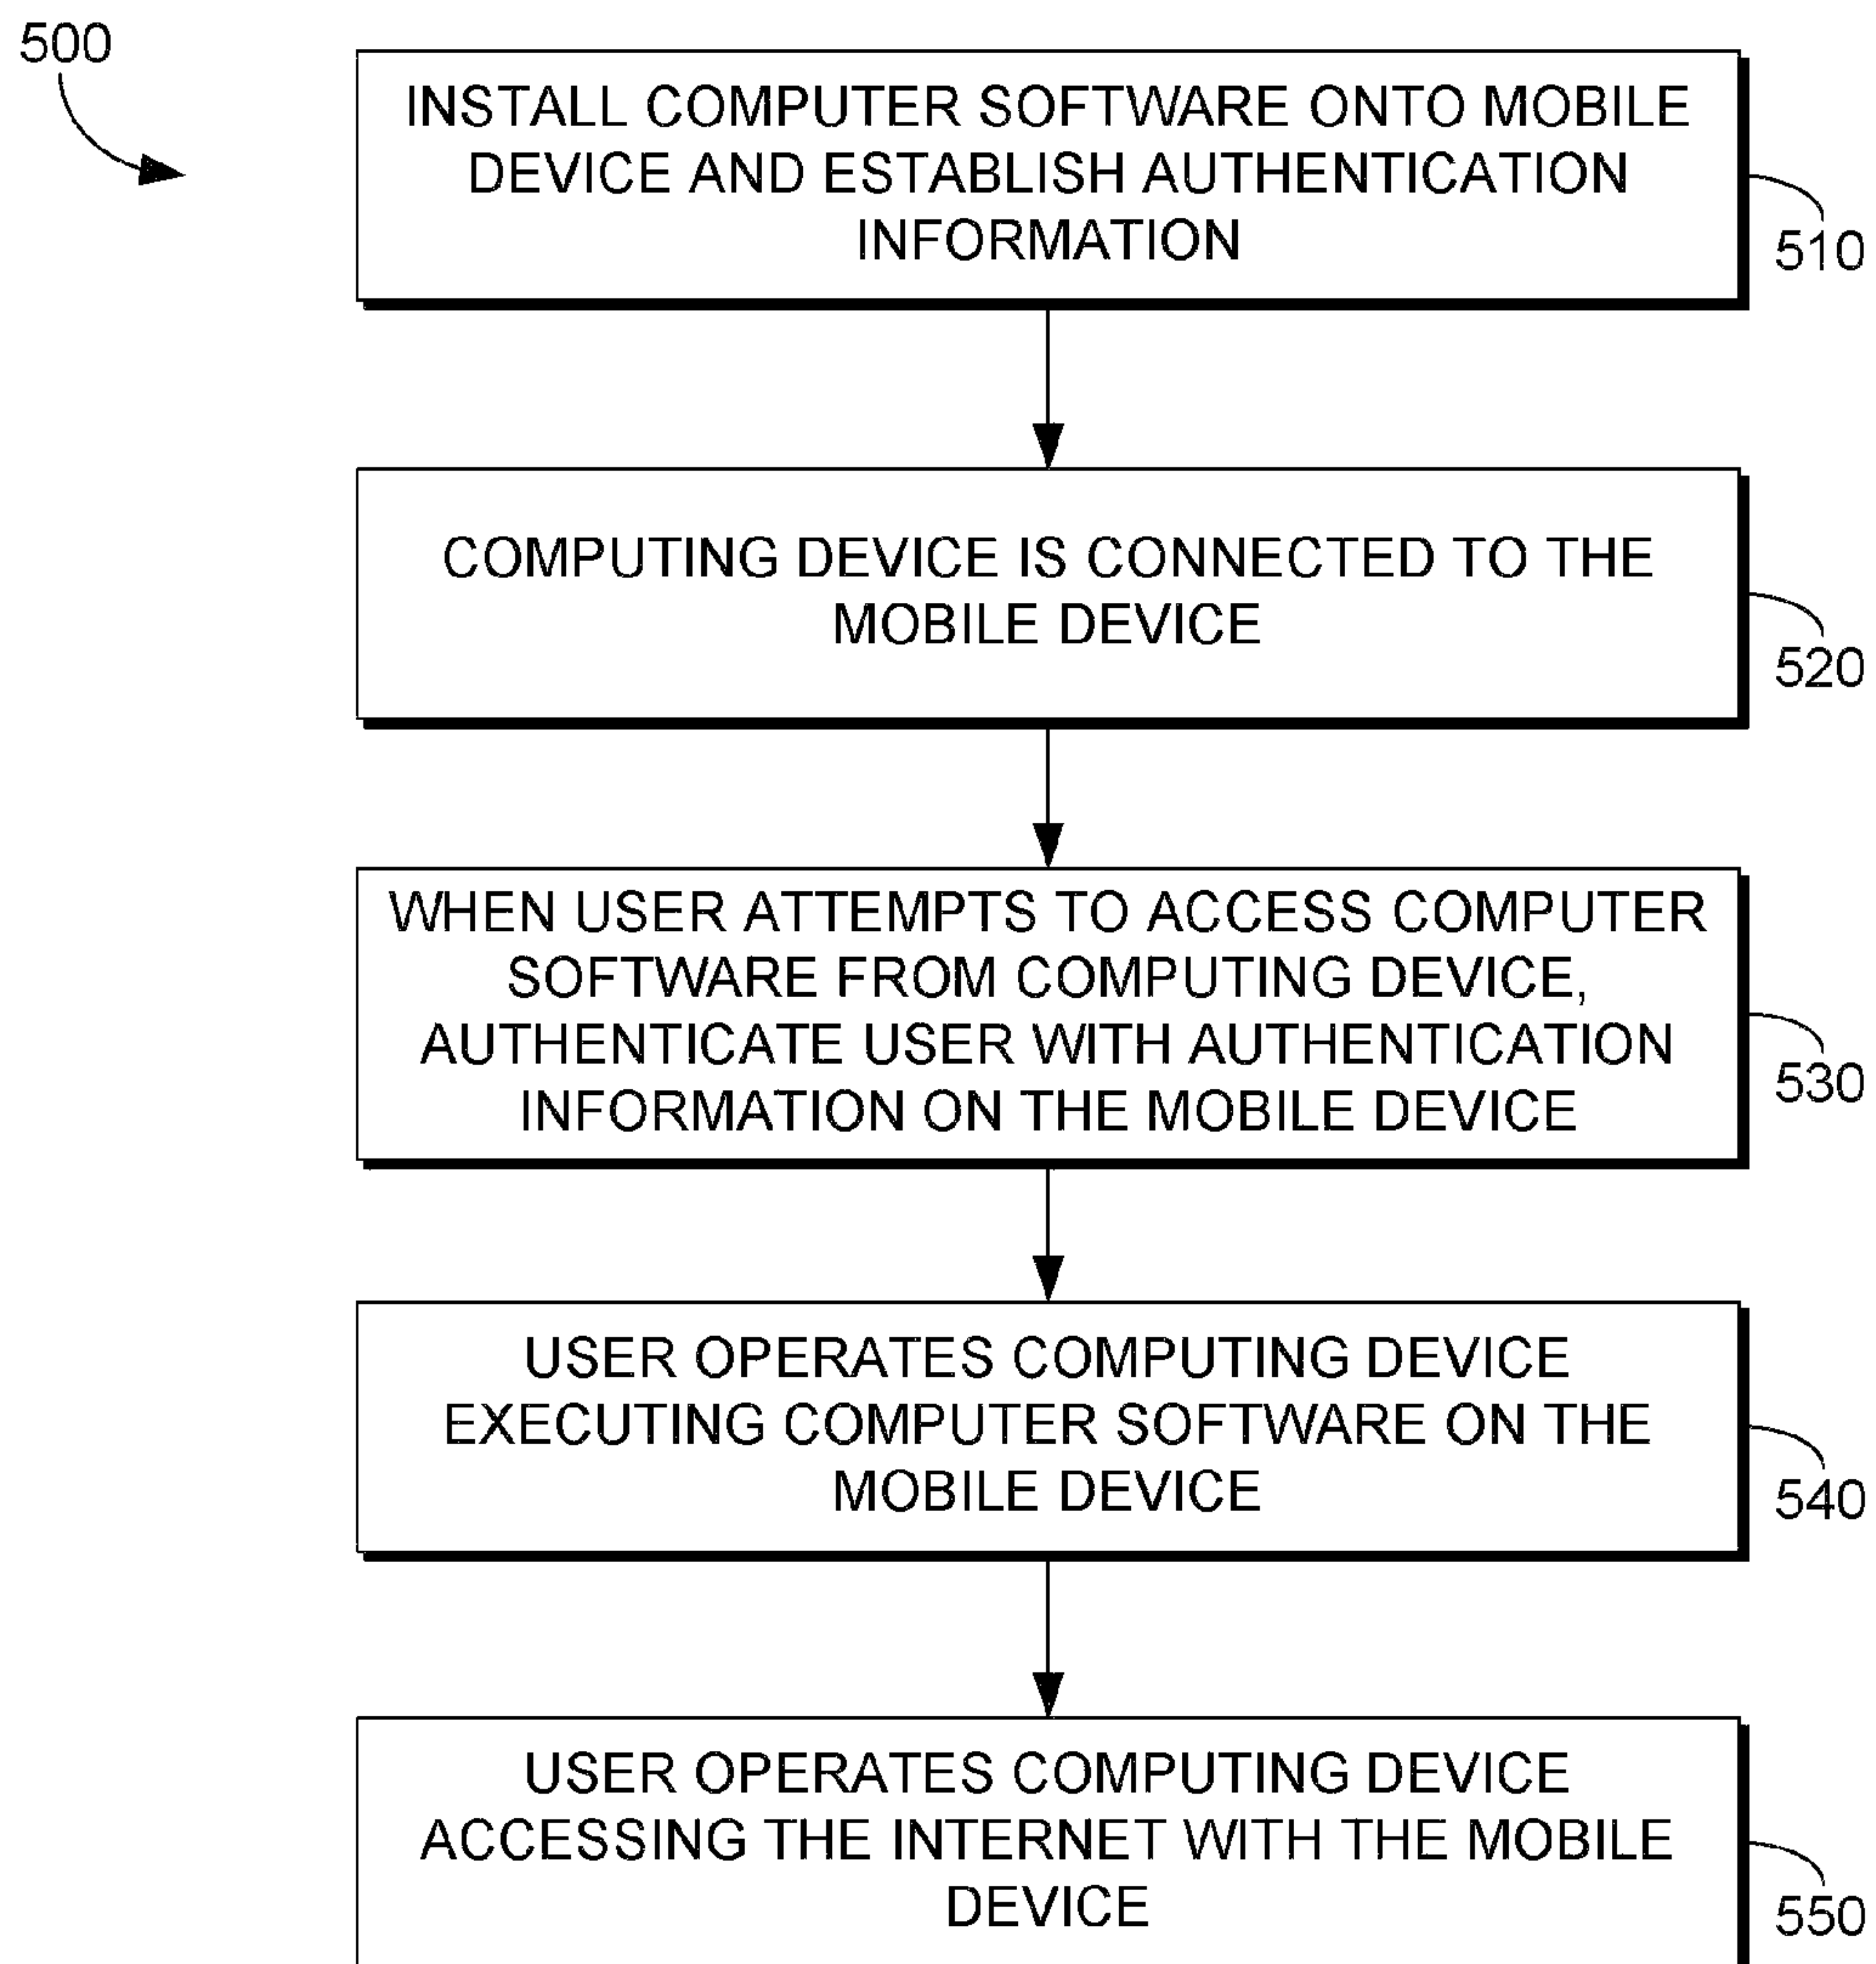 500
INSTALL COMPUTER SOFTWARE ONTO MOBILE
DEVICE AND ESTABLISH AUTHENTICATION
INFORMATION
510
COMPUTING DEVICE IS CONNECTED TO THE
MOBILE DEVICE
520
WHEN USER ATTEMPTS TO ACCESS COMPUTER
SOFTWARE FROM COMPUTING DEVICE,
AUTHENTICATE USER WITH AUTHENTICATION
INFORMATION ON THE MOBILE DEVICE
530
USER OPERATES COMPUTING DEVICE
EXECUTING COMPUTER SOFTWARE ON THE
MOBILE DEVICE
540
USER OPERATES COMPUTING DEVICE
ACCESSING THE INTERNET WITH THE MOBILE
DEVICE
550